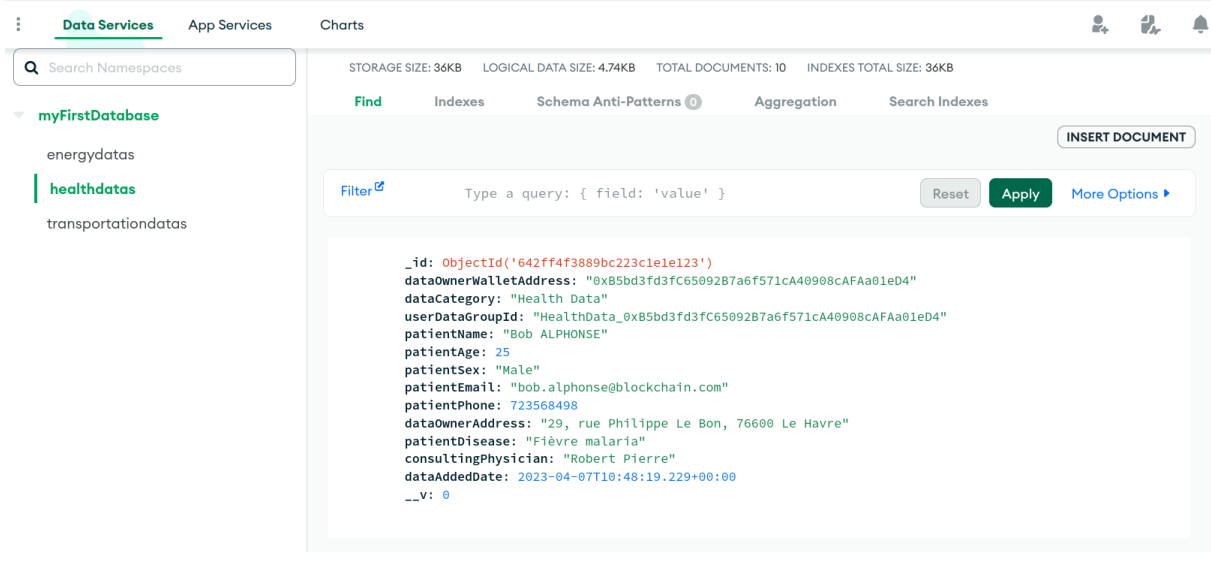 Data Services App Services Charts
Search Namespaces
myFirstDatabase
energydatas
healthdatas
transportationdatas
STORAGE SIZE: 36KB LOGICAL DATA SIZE: 4.74KB TOTAL DOCUMENTS: 10 INDEXES TOTAL SIZE: 36KB
Find Indexes Schema Anti-Patterns 0 Aggregation Search Indexes
INSERT DOCUMENT
Filter Type a query: { field: 'value' } Reset Apply More Options
_id: ObjectId('642ff4f3889bc223c1e1e123')
dataOwnerWalletAddress: "0xB5bd3fd3fC65092B7a6f571cA40908cAFAa01eD4"
dataCategory: "Health Data"
userDataGroupId: "HealthData_0xB5bd3fd3fC65092B7a6f571cA40908cAFAa01eD4"
patientName: "Bob ALPHONSE"
patientAge: 25
patientSex: "Male"
patientEmail: "bob.alphonse@blockchain.com"
patientPhone: 723568498
dataOwnerAddress: "29, rue Philippe Le Bon, 76600 Le Havre"
patientDisease: "Fièvre malaria"
consultingPhysician: "Robert Pierre"
dataAddedDate: 2023-04-07T10:48:19.229+00:00
__v: 0